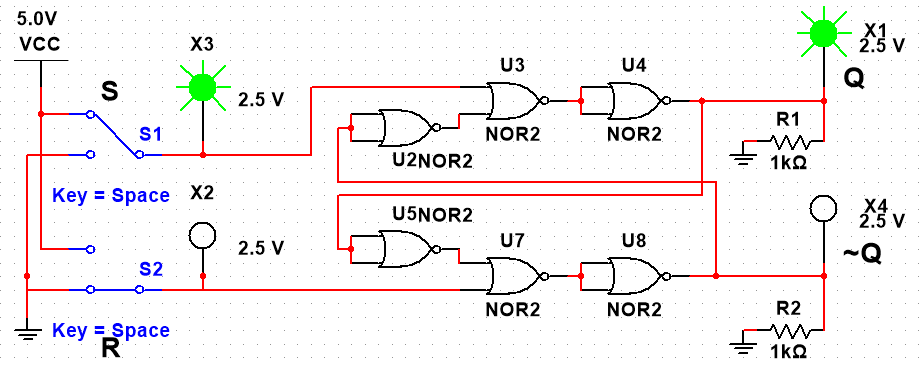 5.0V
VCC
X3
S
2.5 V
S1
Key = Space
U3
NOR2
U4
NOR2
U2NOR2
X1
2.5 V
Q
R1
1kΩ
X2
2.5 V
S2
Key = Space
R
U5NOR2
U7
NOR2
U8
NOR2
X4
2.5 V
~Q
R2
1kΩ